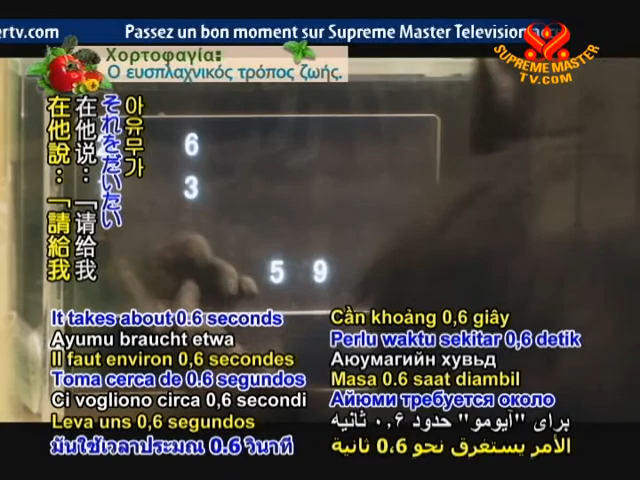 rtv.com Passez un bon moment sur Supreme Master Television
SUPREME MASTER
TV.COM
Χορτοφαγία:
Ο ευσπλαχνικός τρόπος ζωής.
아유무가
それをだいたい
在他说：「请给我
在他說：「請給我
6
3
5 9
It takes about 0.6 seconds
Ayumu braucht etwa
Il faut environ 0,6 secondes
Toma cerca de 0.6 segundos
Ci vogliono circa 0,6 secondi
Leva uns 0,6 segundos
มันใช้เวลาประมาณ 0.6 วินาที
Cần khoảng 0,6 giây
Perlu waktu sekitar 0,6 detik
Аюумагийн хувьд
Masa 0.6 saat diambil
Айюми требуется около
برای "آیومو" حدود ۰،۶ ثانیه
الأمر يستغرق نحو 0،6 ثانية